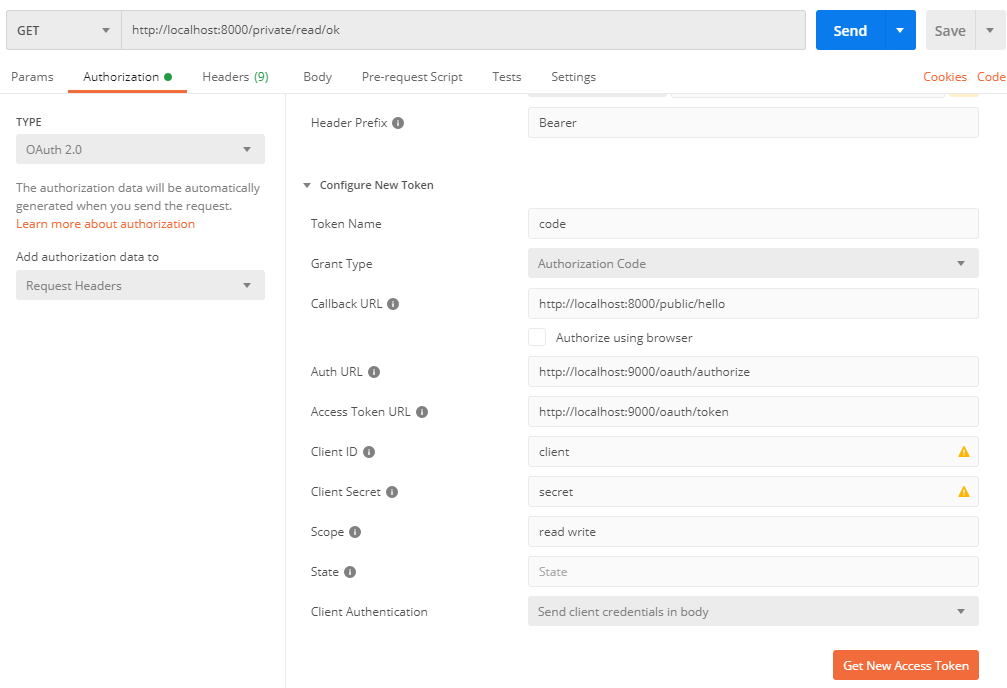 GET http://localhost:8000/private/read/ok Send Save
Params Authorization Headers (9) Body Pre-request Script Tests Settings Cookies Code
TYPE
OAuth 2.0
The authorization data will be automatically
generated when you send the request.
Learn more about authorization
Add authorization data to
Request Headers
Header Prefix Bearer
Configure New Token
Token Name code
Grant Type Authorization Code
Callback URL http://localhost:8000/public/hello
Authorize using browser
Auth URL http://localhost:9000/oauth/authorize
Access Token URL http://localhost:9000/oauth/token
Client ID client
Client Secret secret
Scope read write
State State
Client Authentication Send client credentials in body
Get New Access Token